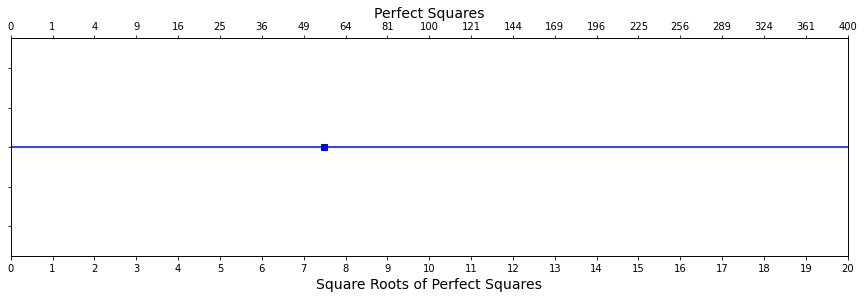 Perfect Squares
0 1 4 9 16 25 36 49 64 81 100 121 144 169 196 225 256 289 324 361 400
0 1 2 3 4 5 6 7 8 9 10 11 12 13 14 15 16 17 18 19 20
Square Roots of Perfect Squares